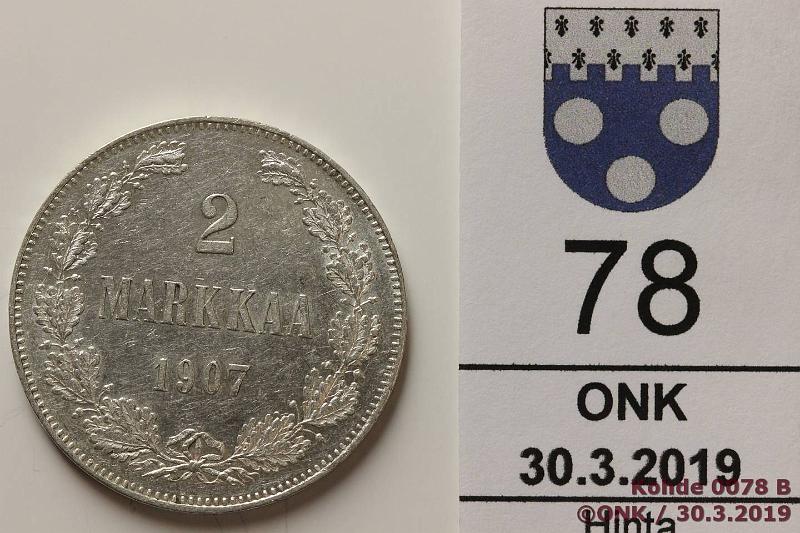 2
MARKKAA
1907
78
ONK
30.3.2019
Hinta
Kohde 0078 B
©ONK / 30.3.2019